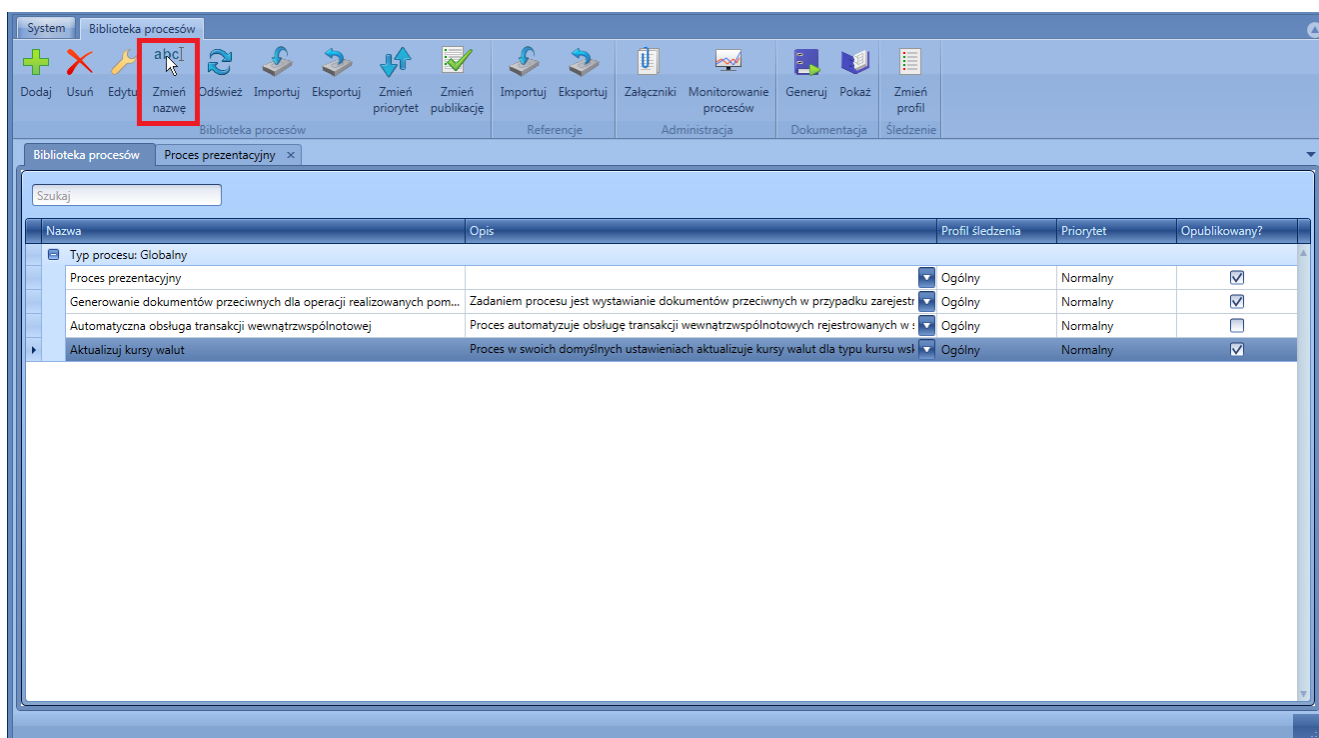 System Biblioteka procesów
abc
Dodaj Usuń Edytu Zmień nazwę Odśwież Importuj Eksportuj Zmień priorytet Zmień publikację Importuj Eksportuj Załączniki Monitorowanie procesów Generuj Pokaż Zmień profil
Biblioteka procesów Referencje Administracja Dokumentacja Śledzenie
Biblioteka procesów Proces prezentacyjny
Szukaj
Nazwa Opis Profil śledzenia Priorytet Opublikowany?
Typ procesu: Globalny
Proces prezentacyjny Ogólny Normalny
Generowanie dokumentów przeciwnych dla operacji realizowanych pom... Zadaniem procesu jest wystawianie dokumentów przeciwnych w przypadku zarejestr Ogólny Normalny
Automatyczna obsługa transakcji wewnątrzwspólnotowej Proces automatyzuje obsługę transakcji wewnątrzwspólnotowych rejestrowanych w s Ogólny Normalny
Aktualizuj kursy walut Proces w swoich domyślnych ustawieniach aktualizuje kursy walut dla typu kursu wsk Ogólny Normalny